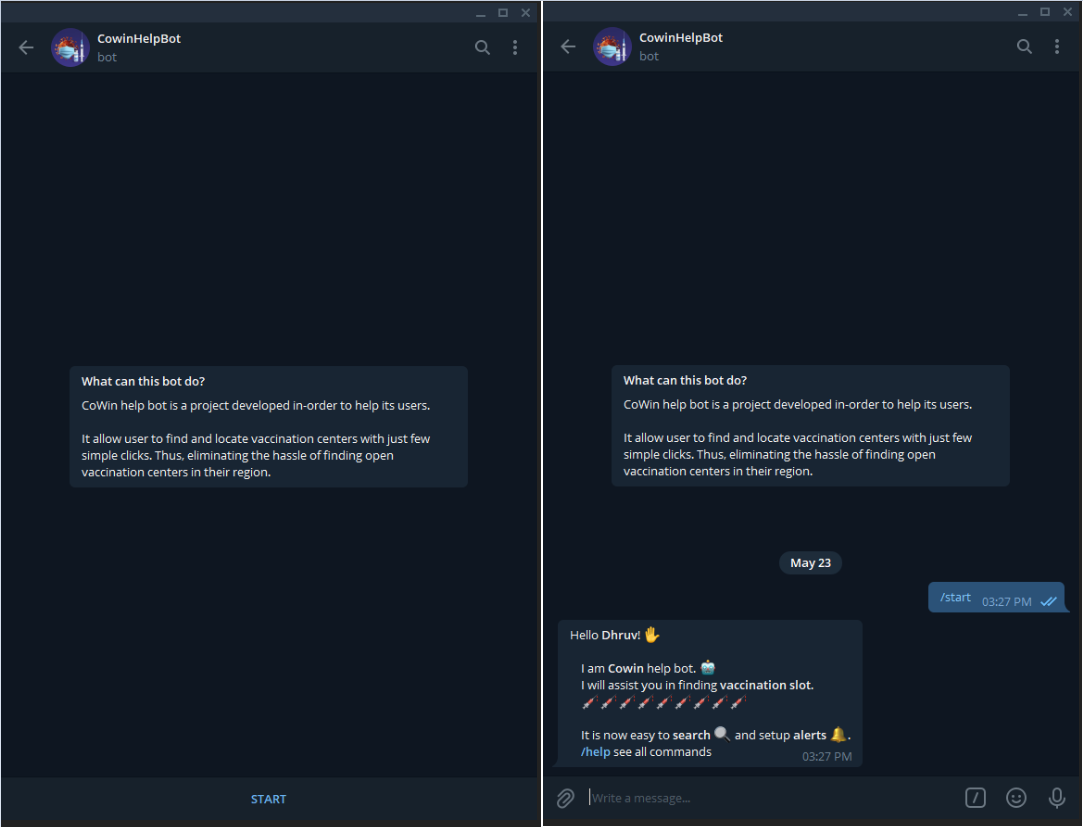 CowinHelpBot
bot
What can this bot do?
CoWin help bot is a project developed in-order to help its users.
It allow user to find and locate vaccination centers with just few
simple clicks. Thus, eliminating the hassle of finding open
vaccination centers in their region.
START
CowinHelpBot
bot
What can this bot do?
CoWin help bot is a project developed in-order to help its users.
It allow user to find and locate vaccination centers with just few
simple clicks. Thus, eliminating the hassle of finding open
vaccination centers in their region.
May 23
/start 03:27 PM
Hello Dhruv! ✋
I am Cowin help bot. 🤖
I will assist you in finding vaccination slot.
💉💉💉💉💉💉💉💉💉
It is now easy to search 🔍 and setup alerts 🔔.
/help see all commands
03:27 PM
Write a message...